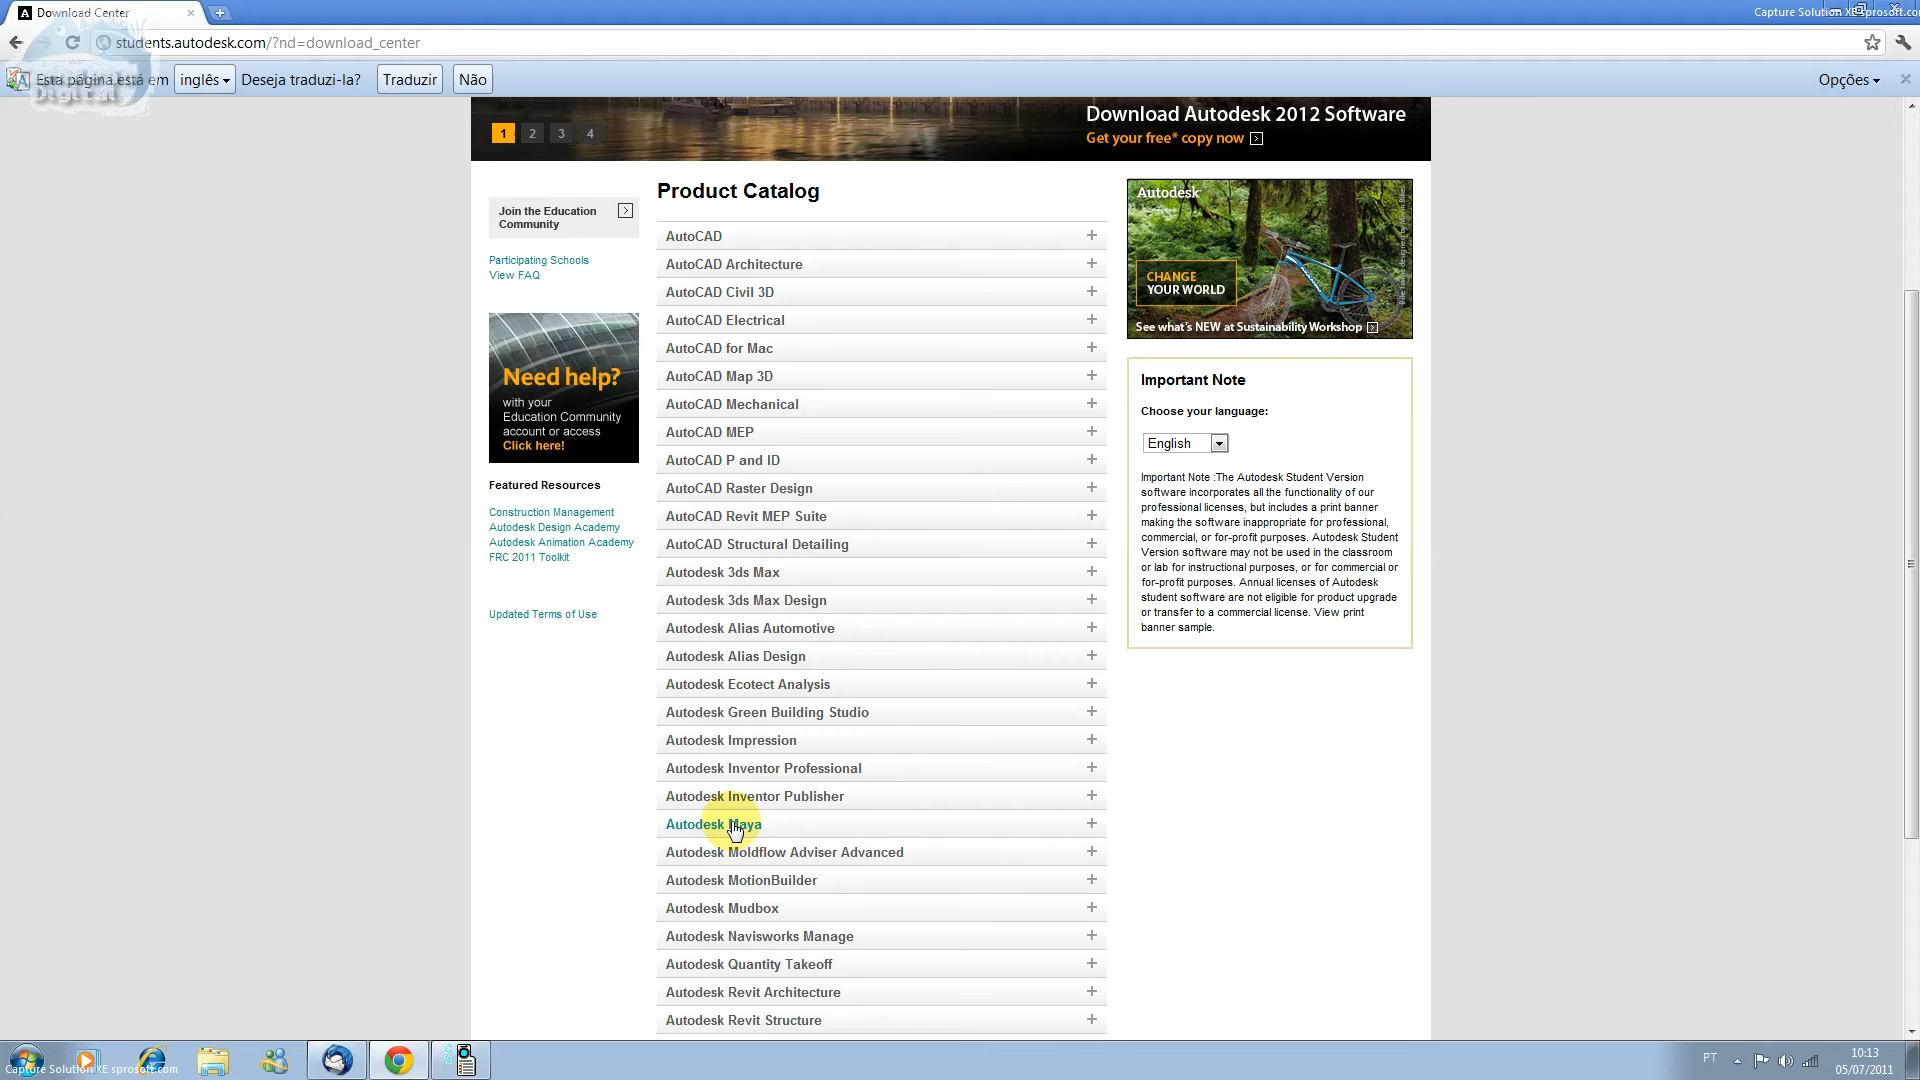 Download Center
Capture Solution XE sprosoft.co
students.autodesk.com/?nd=download_center
Esta página está em inglês Deseja traduzi-la? Traduzir Não Opções
Digital
1 2 3 4
Download Autodesk 2012 Software
Get your free* copy now
Join the Education
Community
Participating Schools
View FAQ
Need help?
with your
Education Community
account or access
Click here!
Featured Resources
Construction Management
Autodesk Design Academy
Autodesk Animation Academy
FRC 2011 Toolkit
Updated Terms of Use
Product Catalog
AutoCAD
AutoCAD Architecture
AutoCAD Civil 3D
AutoCAD Electrical
AutoCAD for Mac
AutoCAD Map 3D
AutoCAD Mechanical
AutoCAD MEP
AutoCAD P and ID
AutoCAD Raster Design
AutoCAD Revit MEP Suite
AutoCAD Structural Detailing
Autodesk 3ds Max
Autodesk 3ds Max Design
Autodesk Alias Automotive
Autodesk Alias Design
Autodesk Ecotect Analysis
Autodesk Green Building Studio
Autodesk Impression
Autodesk Inventor Professional
Autodesk Inventor Publisher
Autodesk Maya
Autodesk Moldflow Adviser Advanced
Autodesk MotionBuilder
Autodesk Mudbox
Autodesk Navisworks Manage
Autodesk Quantity Takeoff
Autodesk Revit Architecture
Autodesk Revit Structure
Autodesk
CHANGE
YOUR WORLD
See what's NEW at Sustainability Workshop
Important Note
Choose your language:
English
Important Note :The Autodesk Student Version
software incorporates all the functionality of our
professional licenses, but includes a print banner
making the software inappropriate for professional,
commercial, or for-profit purposes. Autodesk Student
Version software may not be used in the classroom
or lab for instructional purposes, or for commercial or
for-profit purposes. Annual licenses of Autodesk
student software are not eligible for product upgrade
or transfer to a commercial license. View print
banner sample.
Capture Solution XE sprosoft.com
PT
10:13
05/07/2011